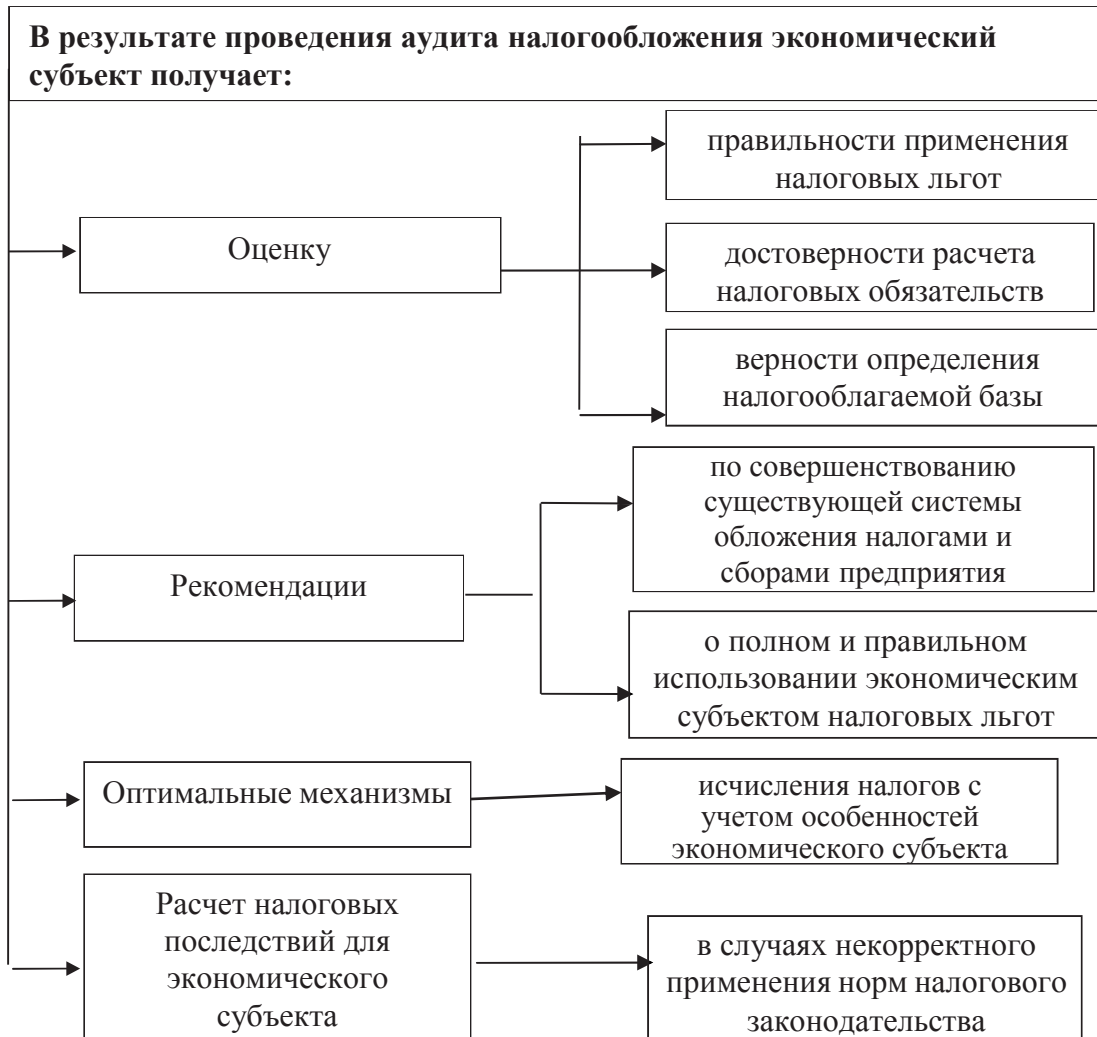 В результате проведения аудита налогообложения экономический
субъект получает:
Оценку
правильности применения
налоговых льгот
достоверности расчета
налоговых обязательств
верности определения
налогооблагаемой базы
Рекомендации
по совершенствованию
существующей системы
обложения налогами и
сборами предприятия
о полном и правильном
использовании экономическим
субъектом налоговых льгот
Оптимальные механизмы
исчисления налогов с
учетом особенностей
экономического субъекта
Расчет налоговых
последствий для
экономического
субъекта
в случаях некорректного
применения норм налогового
законодательства